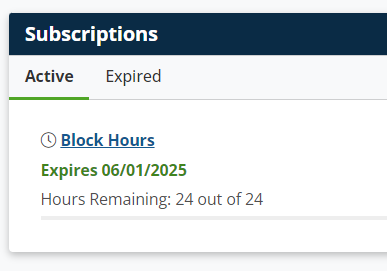 Subscriptions
Active Expired
Block Hours
Expires 06/01/2025
Hours Remaining: 24 out of 24